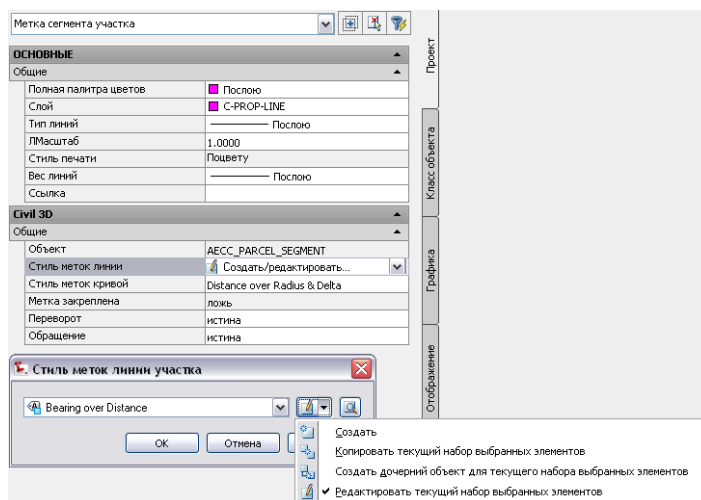 Метка сегмента участка
ОСНОВНЫЕ
Общие
Полная палитра цветов Послою
Слой C-PROP-LINE
Тип линий Послою
ЛМасштаб 1.0000
Стиль печати Поцвету
Вес линий Послою
Ссылка
Civil 3D
Общие
Объект AECC_PARCEL_SEGMENT
Стиль меток линии Создать/редактировать...
Стиль меток кривой Distance over Radius & Delta
Метка закреплена ложь
Переворот истина
Обращение истина
Проект
Класс объекта
Графика
Отображение
Стиль меток линии участка
Bearing over Distance
ОК Отмена
Создать
Копировать текущий набор выбранных элементов
Создать дочерний объект для текущего набора выбранных элементов
Редактировать текущий набор выбранных элементов